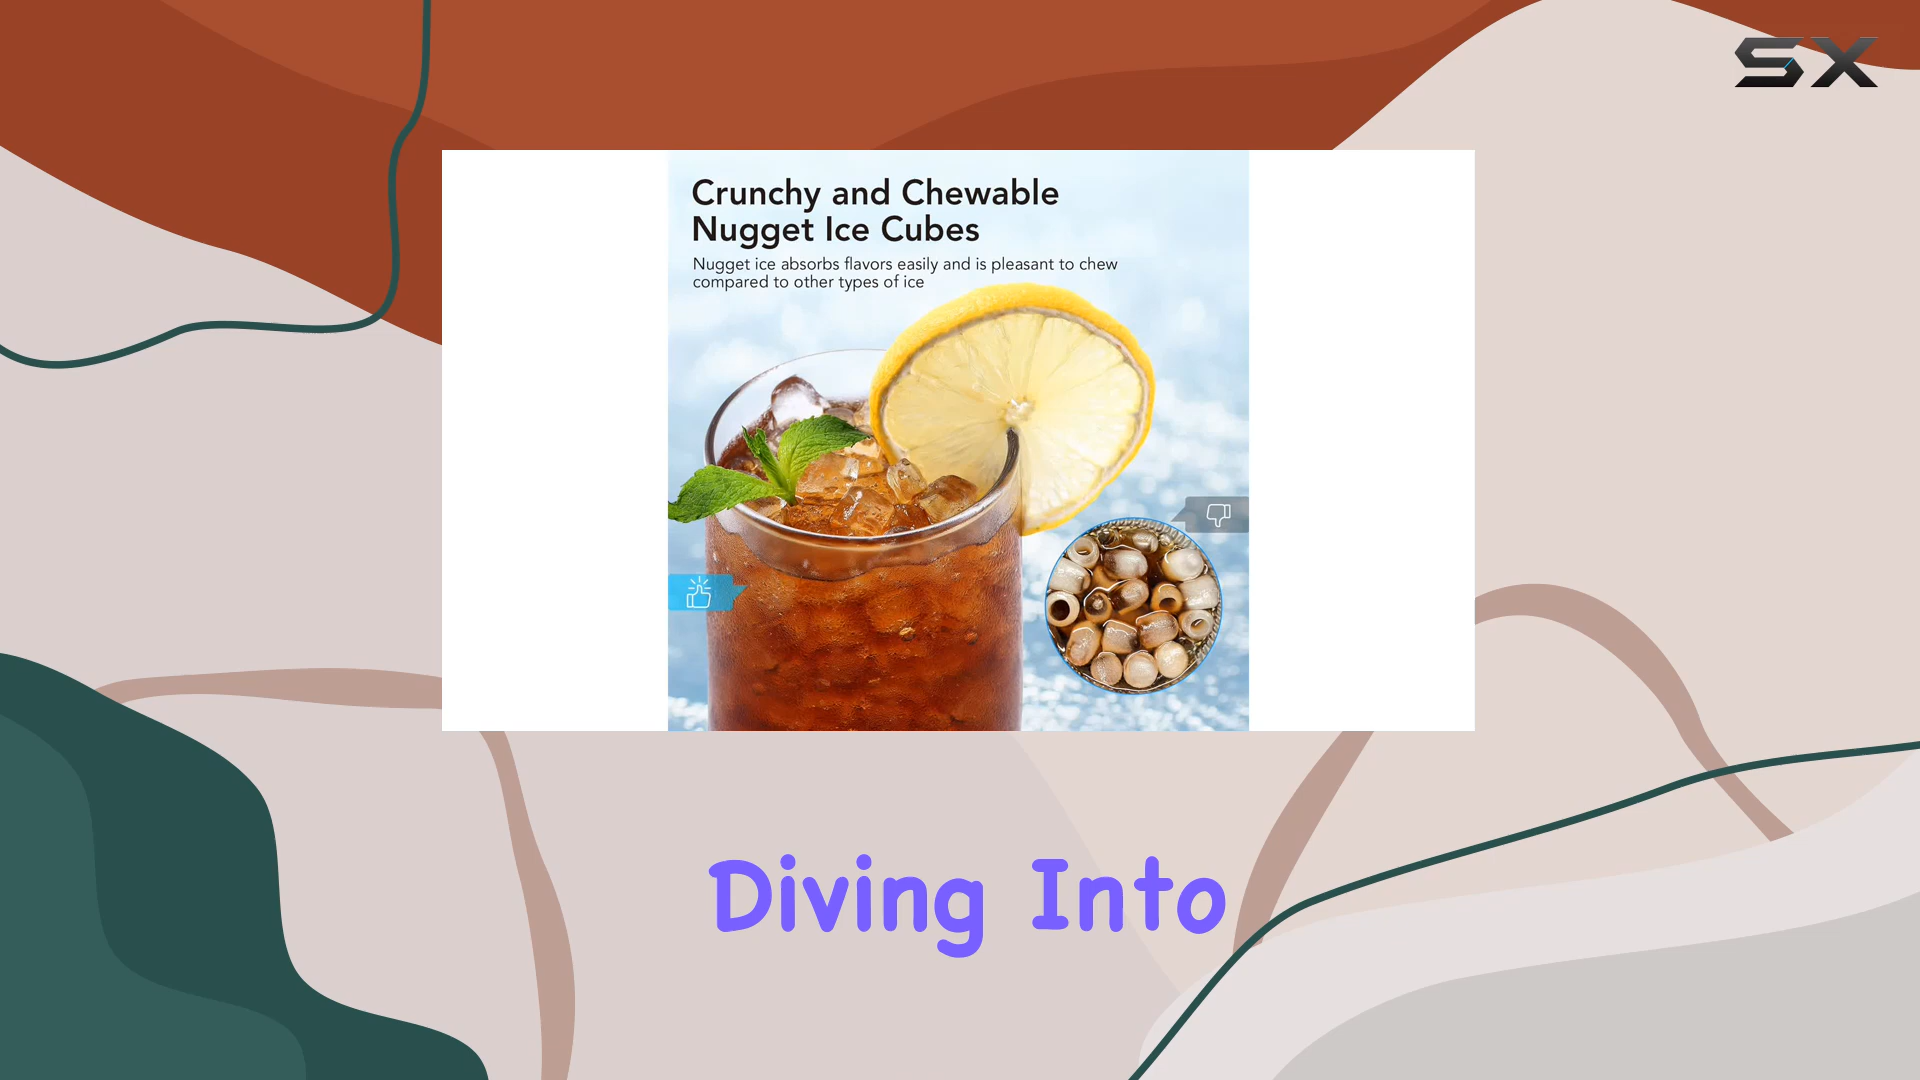 SX
Crunchy and Chewable
Nugget Ice Cubes
Nugget ice absorbs flavors easily and is pleasant to chew
compared to other types of ice
Diving Into